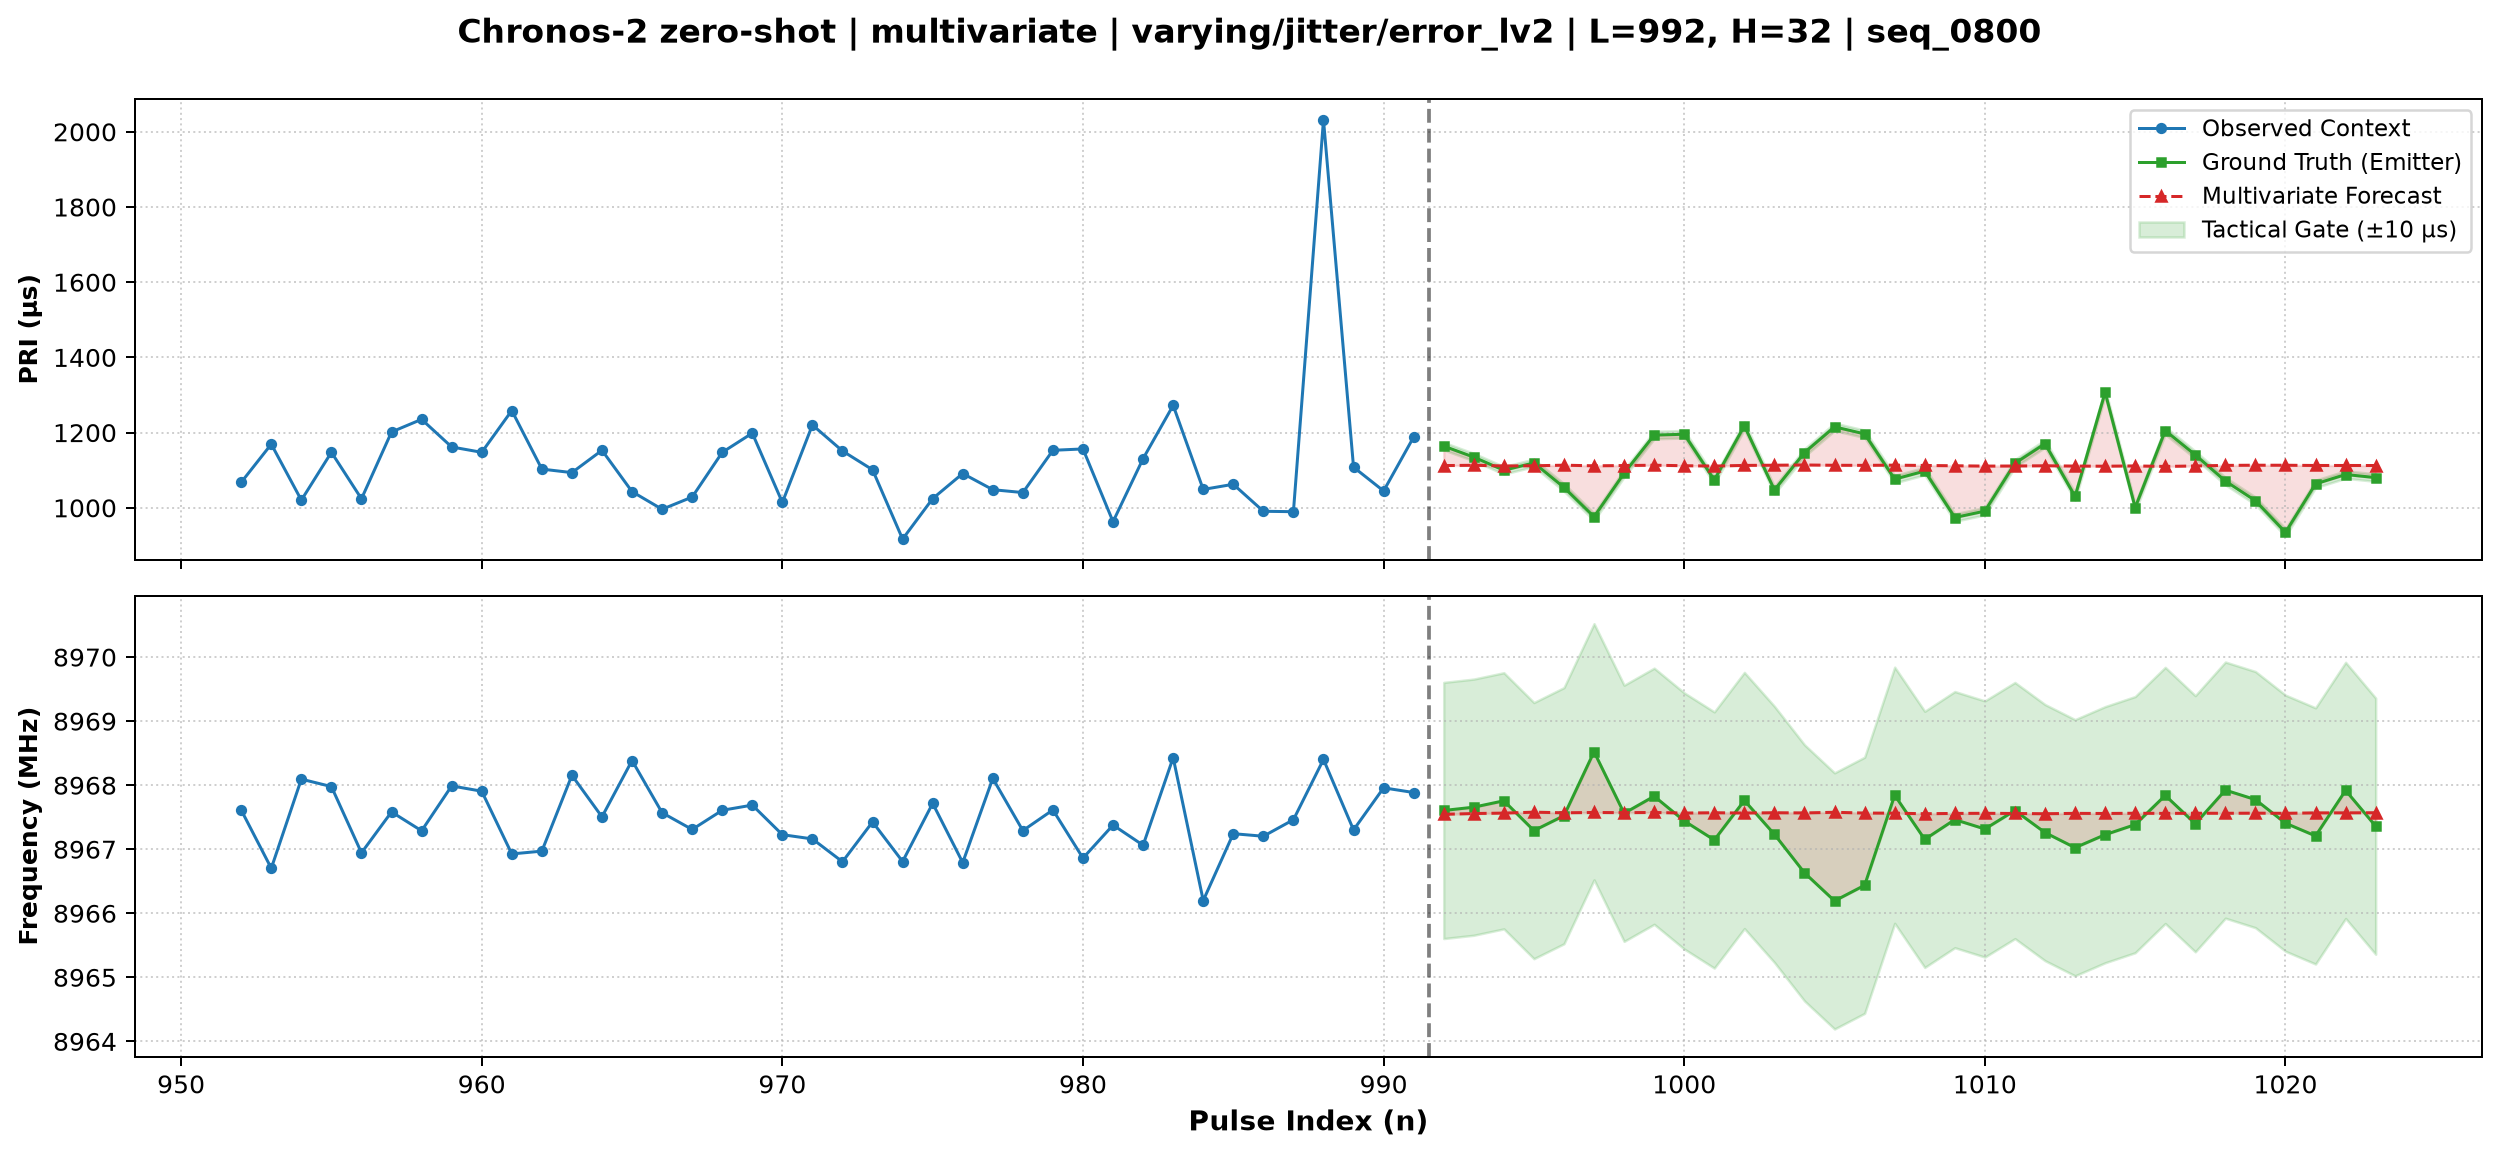 Chronos-2 zero-shot | multivariate | varying/jitter/error_lv2 | L=992, H=32 | seq_0800
PRI (µs)
2000
1800
1600
1400
1200
1000
Observed Context
Ground Truth (Emitter)
Multivariate Forecast
Tactical Gate (±10 µs)
Frequency (MHz)
8970
8969
8968
8967
8966
8965
8964
950 960 970 980 990 1000 1010 1020
Pulse Index (n)